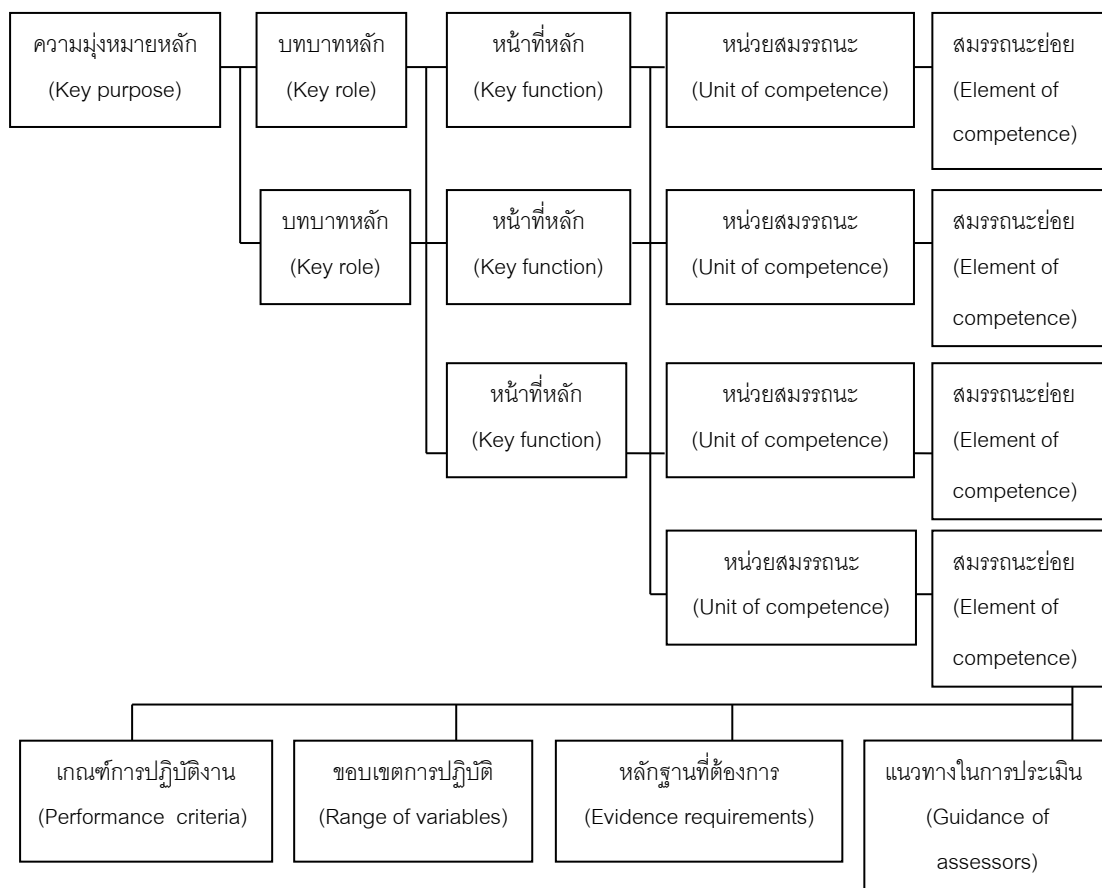 ความมุ่งหมายหลัก
(Key purpose)
บทบาทหลัก
(Key role)
หน้าที่หลัก
(Key function)
หน่วยสมรรถนะ
(Unit of competence)
สมรรถนะย่อย
(Element of
competence)
บทบาทหลัก
(Key role)
หน้าที่หลัก
(Key function)
หน่วยสมรรถนะ
(Unit of competence)
สมรรถนะย่อย
(Element of
competence)
หน้าที่หลัก
(Key function)
หน่วยสมรรถนะ
(Unit of competence)
สมรรถนะย่อย
(Element of
competence)
หน่วยสมรรถนะ
(Unit of competence)
สมรรถนะย่อย
(Element of
competence)
เกณฑ์การปฏิบัติงาน
(Performance criteria)
ขอบเขตการปฏิบัติ
(Range of variables)
หลักฐานที่ต้องการ
(Evidence requirements)
แนวทางในการประเมิน
(Guidance of
assessors)